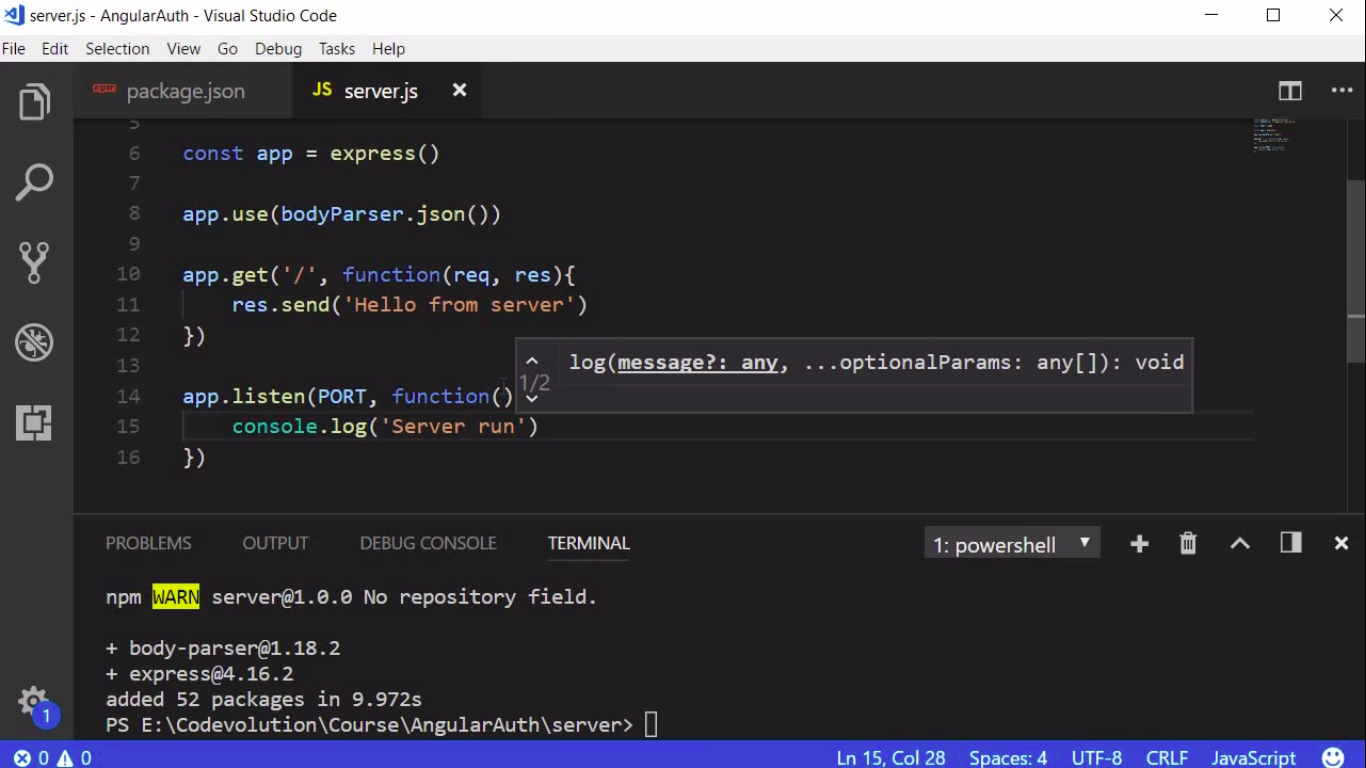 server.js - AngularAuth - Visual Studio Code
File Edit Selection View Go Debug Tasks Help
npm package.json JS server.js
5
6 const app = express()
7
8 app.use(bodyParser.json())
9
10 app.get('/', function(req, res){
11 res.send('Hello from server')
12 })
13
log(message?: any, ...optionalParams: any[]): void
1/2
14 app.listen(PORT, function()
15 console.log('Server run')
16 })
PROBLEMS OUTPUT DEBUG CONSOLE TERMINAL 1: powershell
npm WARN server@1.0.0 No repository field.
+ body-parser@1.18.2
+ express@4.16.2
added 52 packages in 9.972s
PS E:\Codevolution\Course\AngularAuth\server>
1
0 0 Ln 15, Col 28 Spaces: 4 UTF-8 CRLF JavaScript